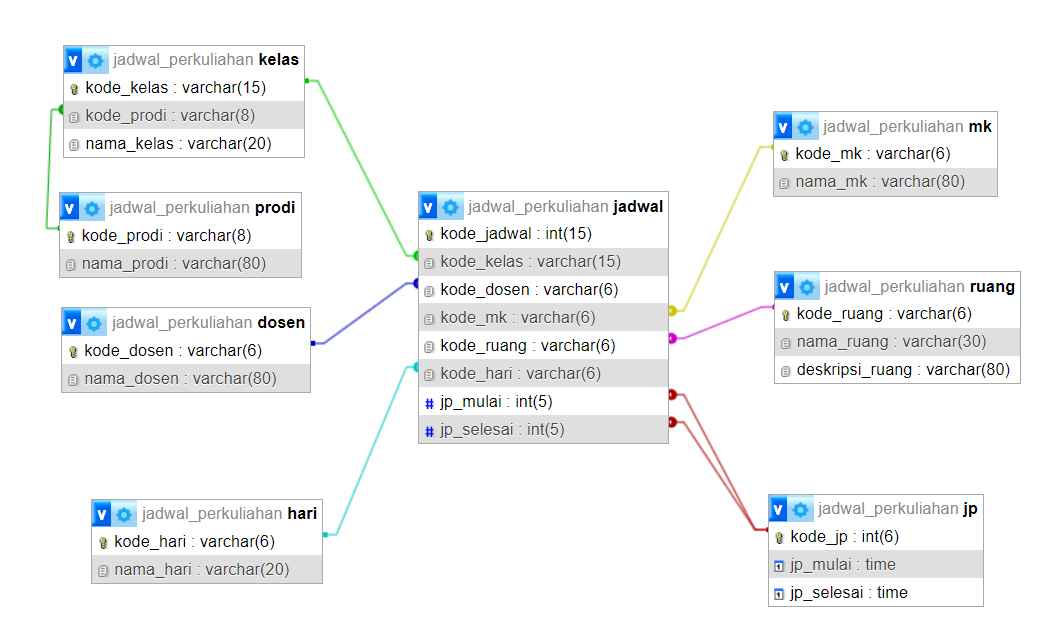 jadwal_perkuliahan kelas
kode_kelas : varchar(15)
kode_prodi : varchar(8)
nama_kelas : varchar(20)
jadwal_perkuliahan prodi
kode_prodi : varchar(8)
nama_prodi : varchar(80)
jadwal_perkuliahan dosen
kode_dosen : varchar(6)
nama_dosen : varchar(80)
jadwal_perkuliahan hari
kode_hari : varchar(6)
nama_hari : varchar(20)
jadwal_perkuliahan jadwal
kode_jadwal : int(15)
kode_kelas : varchar(15)
kode_dosen : varchar(6)
kode_mk : varchar(6)
kode_ruang : varchar(6)
kode_hari : varchar(6)
# jp_mulai : int(5)
# jp_selesai : int(5)
jadwal_perkuliahan mk
kode_mk : varchar(6)
nama_mk : varchar(80)
jadwal_perkuliahan ruang
kode_ruang : varchar(6)
nama_ruang : varchar(30)
deskripsi_ruang : varchar(80)
jadwal_perkuliahan jp
kode_jp : int(6)
jp_mulai : time
jp_selesai : time